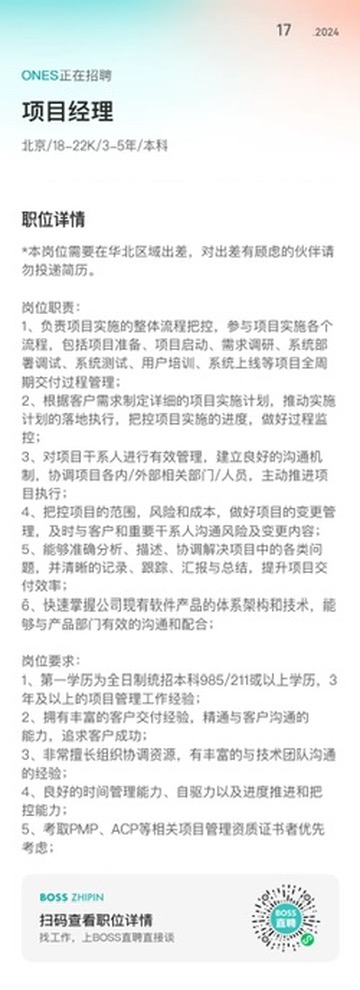 17 .2024
ONES正在招聘
项目经理
北京/18-22K/3-5年/本科
职位详情
*本岗位需要在华北区域出差，对出差有顾虑的伙伴请
勿投递简历。
岗位职责：
1、负责项目实施的整体流程把控，参与项目实施各个
流程，包括项目准备、项目启动、需求调研、系统部
署调试、系统测试、用户培训、系统上线等项目全周
期交付过程管理；
2、根据客户需求制定详细的项目实施计划，推动实施
计划的落地执行，把控项目实施的进度，做好过程监
控；
3、对项目干系人进行有效管理，建立良好的沟通机
制，协调项目各内/外部相关部门/人员，主动推进项
目执行；
4、把控项目的范围，风险和成本，做好项目的变更管
理，及时与客户和重要干系人沟通风险及变更内容；
5、能够准确分析、描述、协调解决项目中的各类问
题，并清晰的记录、跟踪、汇报与总结，提升项目交
付效率；
6、快速掌握公司现有软件产品的体系架构和技术，能
够与产品部门有效的沟通和配合；
岗位要求：
1、第一学历为全日制统招本科985/211或以上学历，3
年及以上的项目管理工作经验；
2、拥有丰富的客户交付经验，精通与客户沟通的
能力，追求客户成功；
3、非常擅长组织协调资源，有丰富的与技术团队沟通
的经验；
4、良好的时间管理能力、自驱力以及进度推进和把
控能力；
5、考取PMP、ACP等相关项目管理资质证书者优先
考虑；
BOSS ZHIPIN
扫码查看职位详情
找工作，上BOSS直聘直接谈
BOSS
直聘